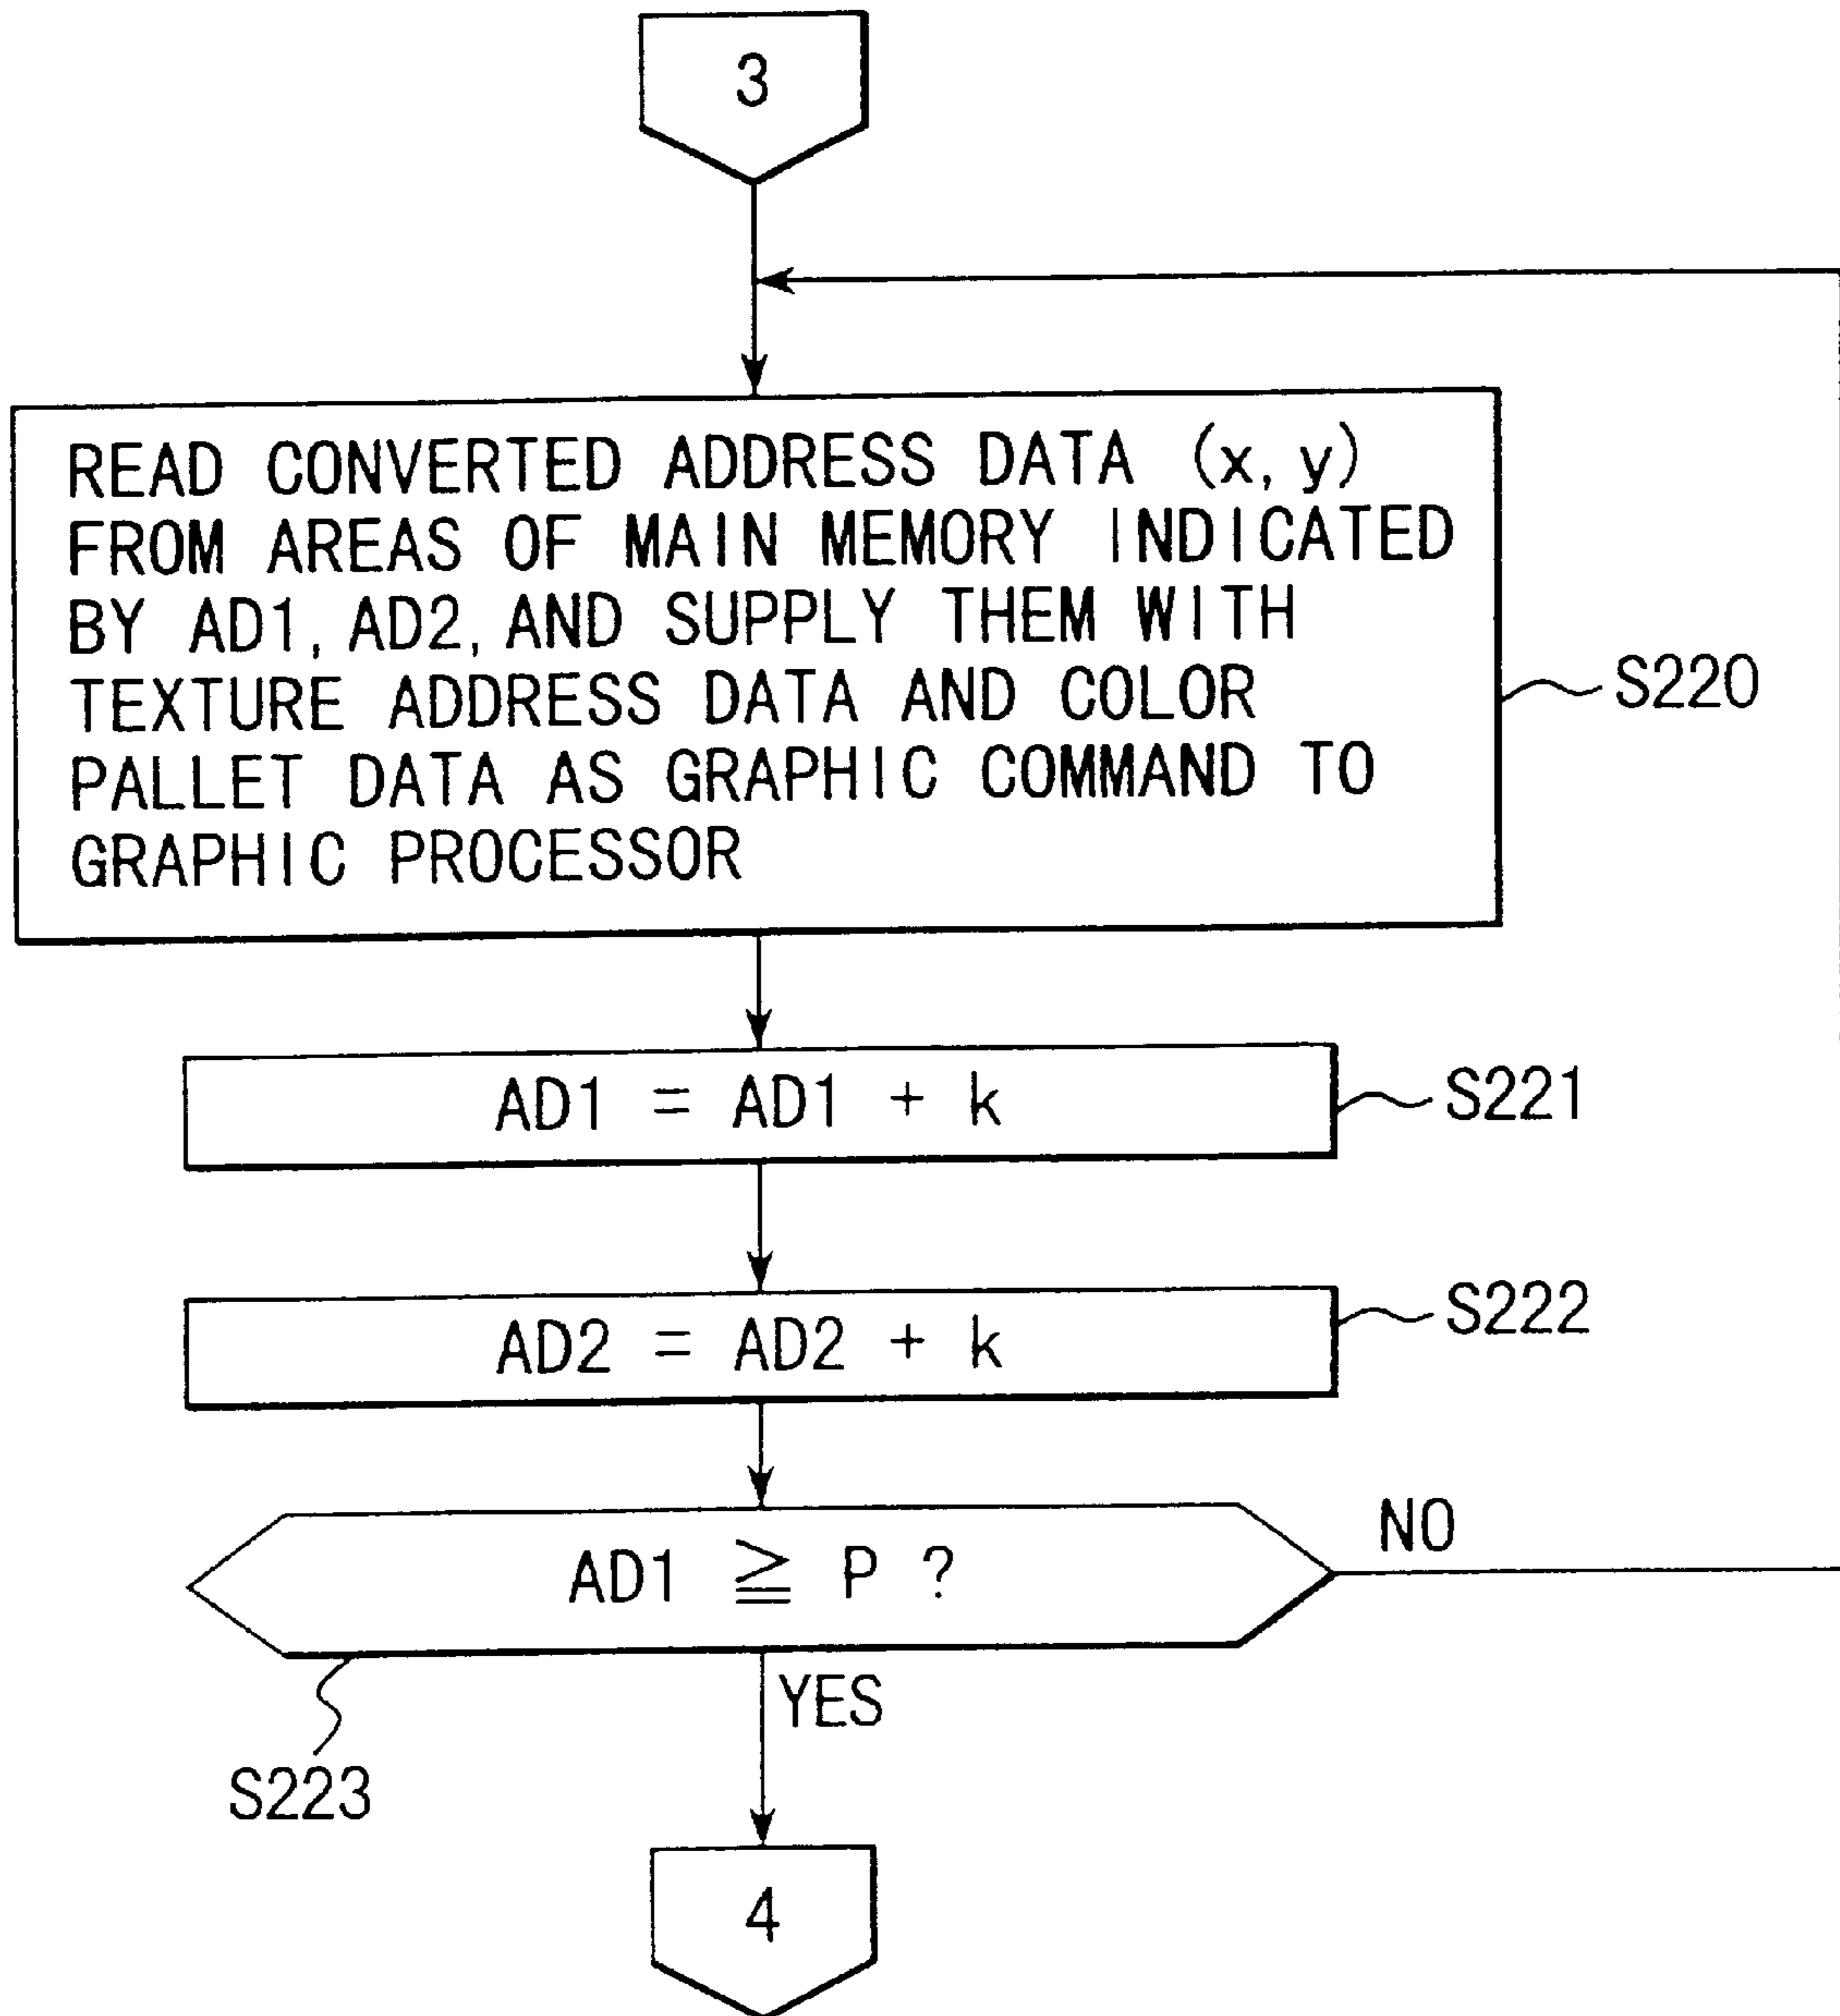 3
READ CONVERTED ADDRESS DATA (x, y)
FROM AREAS OF MAIN MEMORY INDICATED
BY AD1, AD2, AND SUPPLY THEM WITH
TEXTURE ADDRESS DATA AND COLOR
PALLET DATA AS GRAPHIC COMMAND TO
GRAPHIC PROCESSOR
S220
AD1 = AD1 + k
S221
AD2 = AD2 + k
S222
AD1 ≧ P ?
NO
YES
S223
4